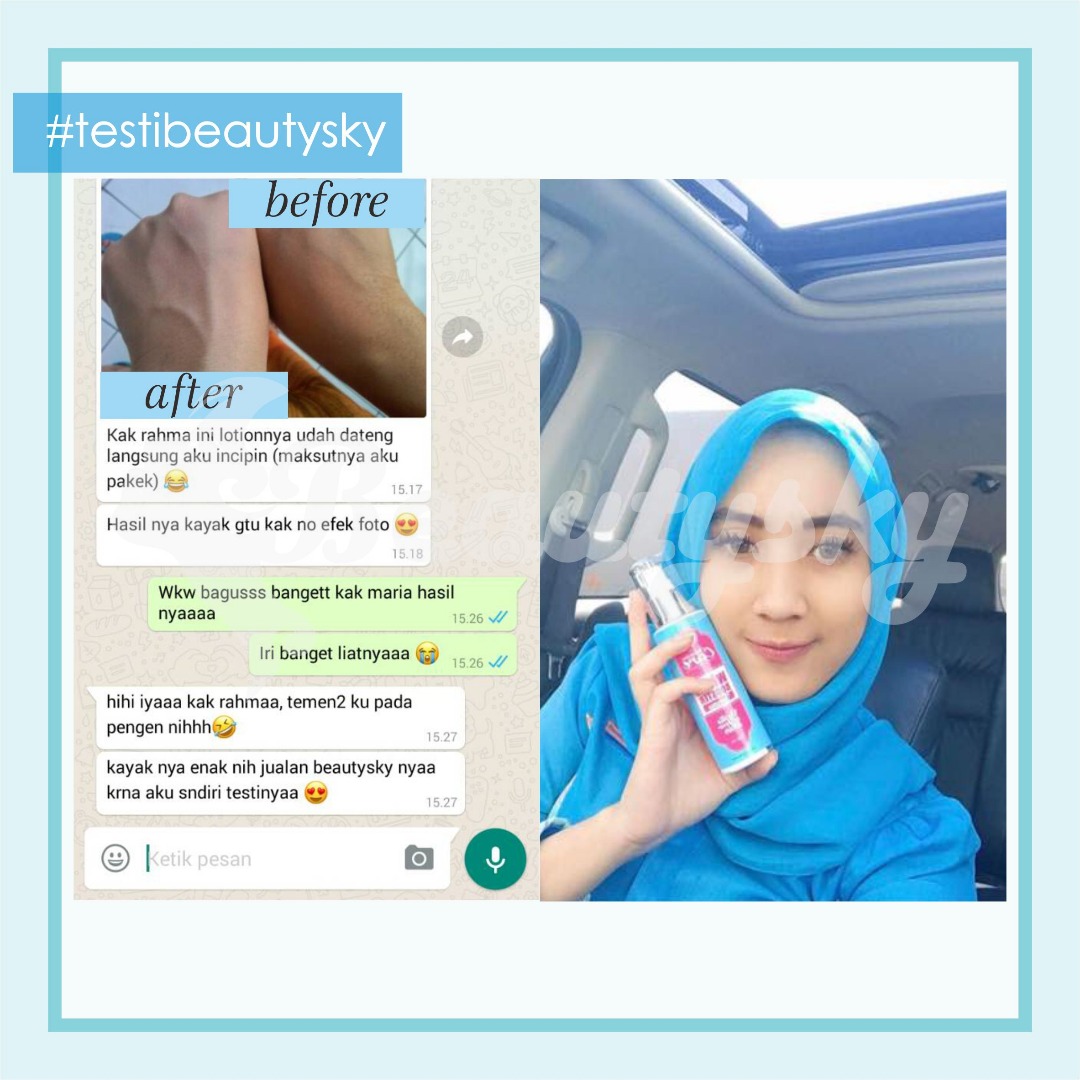 #testibeautysky
before
after
Kak rahma ini lotionnya udah dateng
langsung aku incipin (maksutnya aku
pakek) 😂
15.17
Hasil nya kayak gtu kak no efek foto 😍
15.18
Wkw bagusss bangett kak maria hasil
nyaaaa
15.26
Iri banget liatnyaaa 😭
15.26
hihi iyaaa kak rahmaa, temen2 ku pada
pengen nihhh🤣
15.27
kayak nya enak nih jualan beautysky nyaa
krna aku sndiri testinyaa 😍
15.27
Ketik pesan
Beautysky